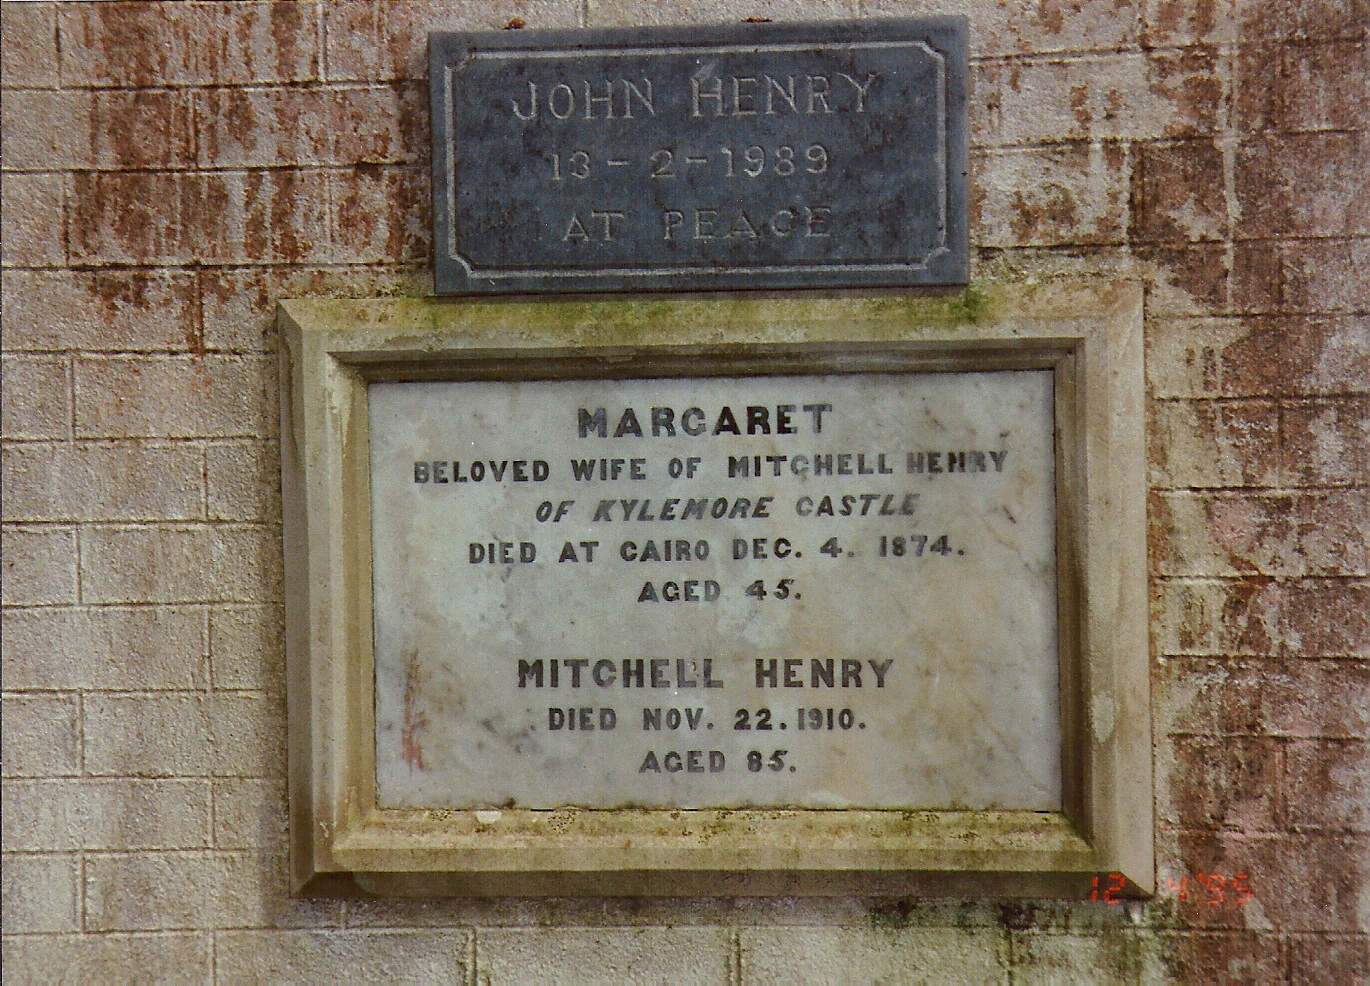 JOHN HENRY
13-2-1989
AT PEACE
MARGARET
BELOVED WIFE OF MITCHELL HENRY
OF KYLEMORE CASTLE
DIED AT CAIRO DEC. 4. 1874.
AGED 45.
MITCHELL HENRY
DIED NOV. 22. 1910.
AGED 85.
12 4'95